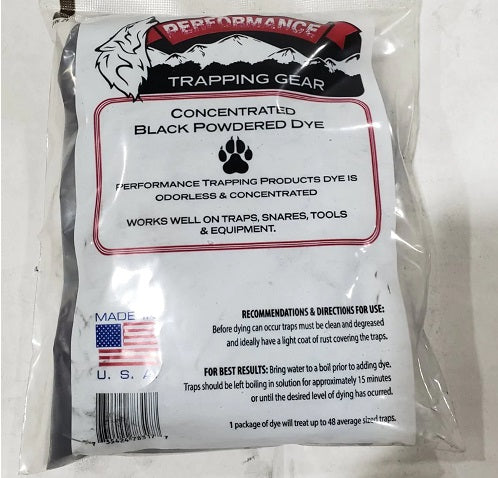 PERFORMANCE
TRAPPING GEAR
CONCENTRATED
BLACK POWDERED DYE
PERFORMANCE TRAPPING PRODUCTS DYE IS
ODORLESS & CONCENTRATED
WORKS WELL ON TRAPS, SNARES, TOOLS
& EQUIPMENT.
MADE IN
U. S. A
RECOMMENDATIONS & DIRECTIONS FOR USE:
Before dying can occur traps must be clean and degreased
and ideally have a light coat of rust covering the traps.
FOR BEST RESULTS: Bring water to a boil prior to adding dye.
Traps should be left boiling in solution for approximately 15 minutes
or until the desired level of dying has occurred.
1 package of dye will treat up to 48 average sized traps.